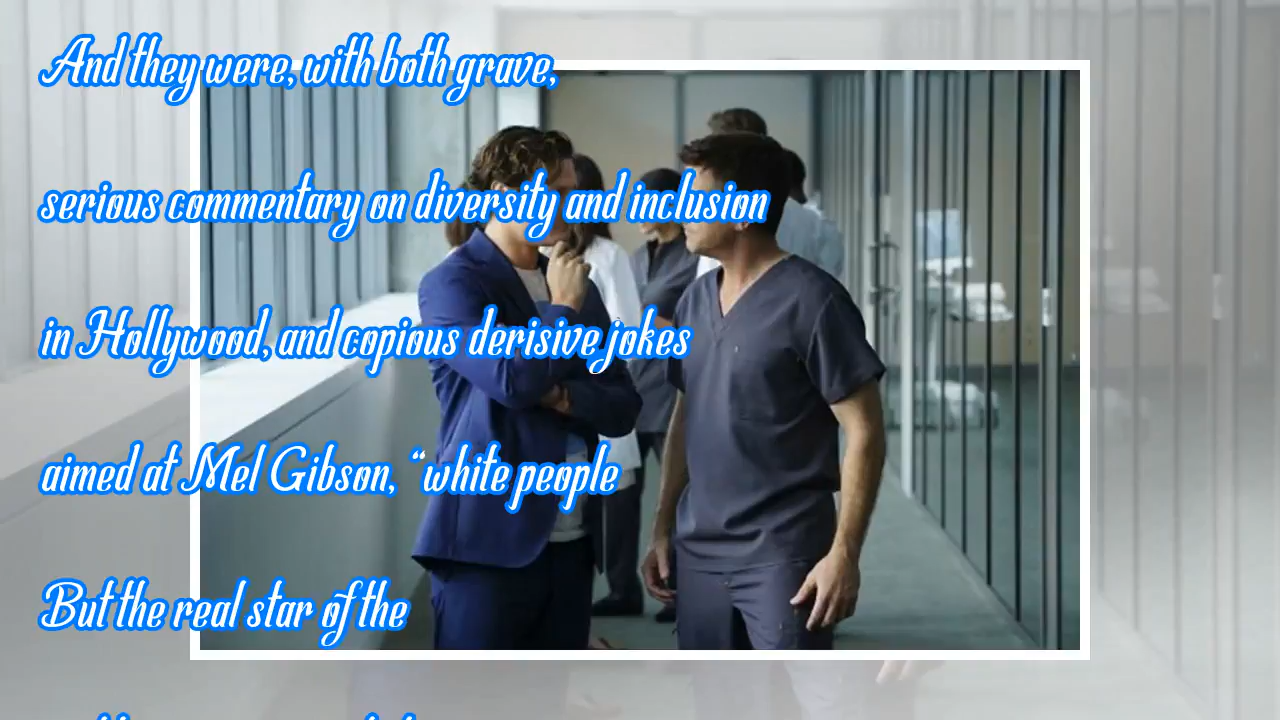 And they were, with both grave,
serious commentary on diversity and inclusion
in Hollywood, and copious derisive jokes
aimed at Mel Gibson, “white people
But the real star of the